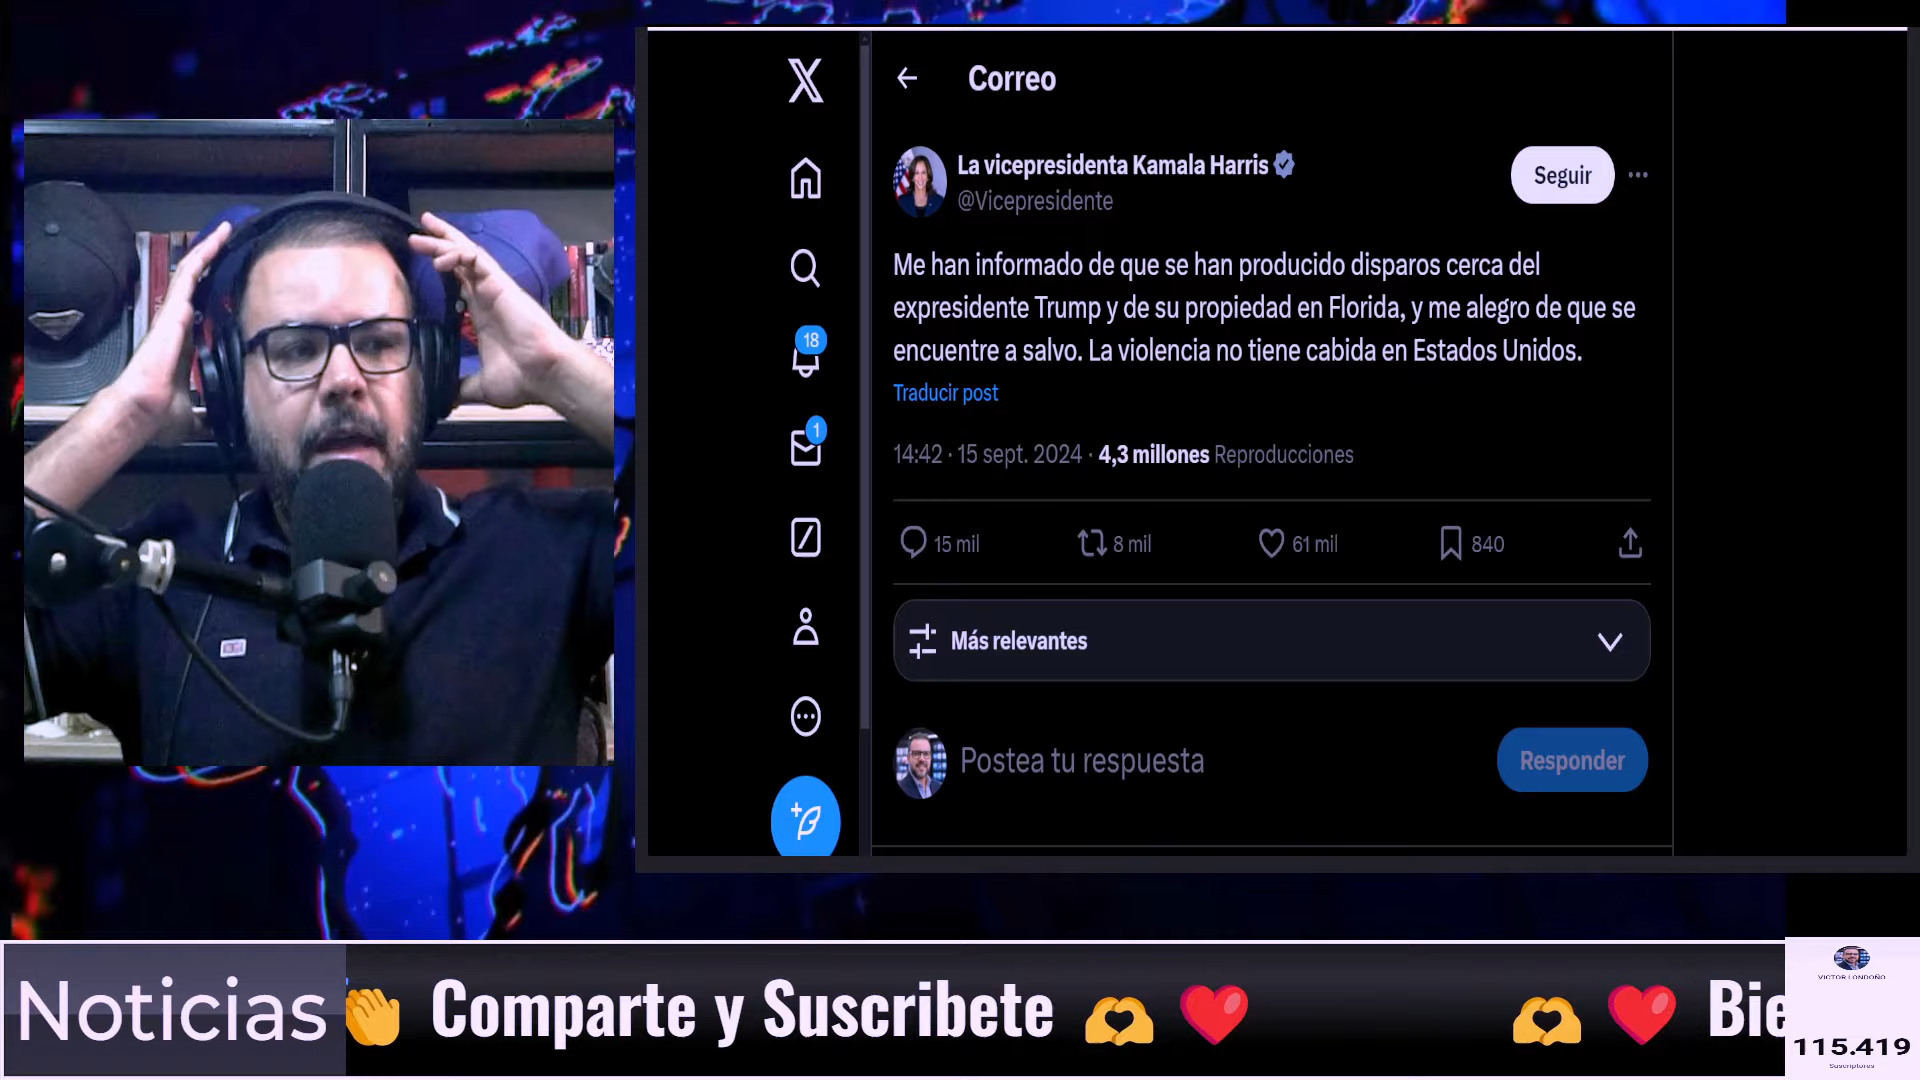 Correo
La vicepresidenta Kamala Harris
@Vicepresidente
Seguir
Me han informado de que se han producido disparos cerca del
expresidente Trump y de su propiedad en Florida, y me alegro de que se
encuentre a salvo. La violencia no tiene cabida en Estados Unidos.
Traducir post
14:42 · 15 sept. 2024 · 4,3 millones Reproducciones
15 mil
8 mil
61 mil
840
Más relevantes
Postea tu respuesta
Responder
18
1
Noticias
👏 Comparte y Suscribete 🫶 ❤️ 🫶 ❤️ Bie
VICTOR LONDOÑO
115.419
Suscriptores